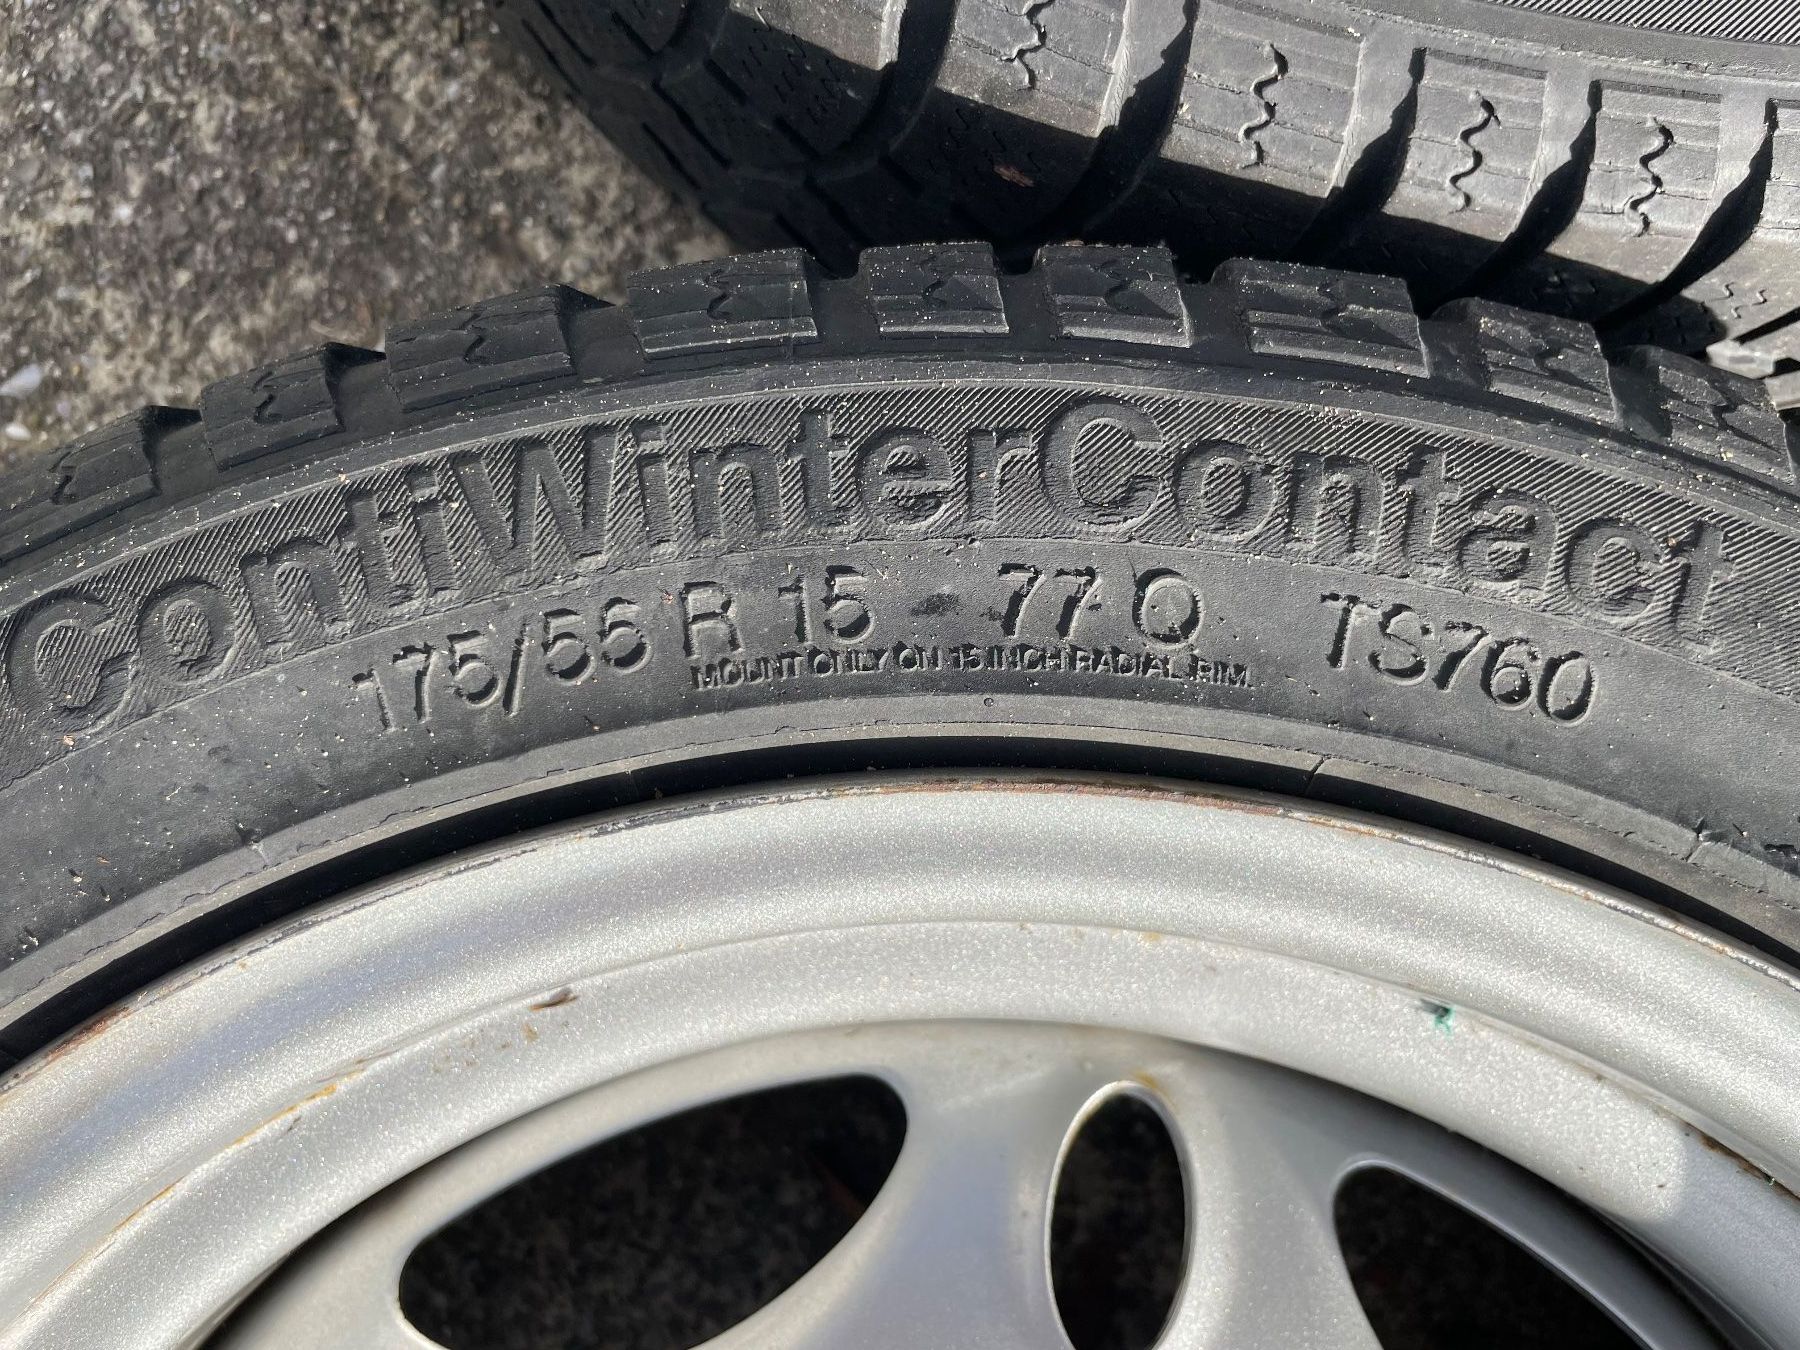 ContiWinterContact
175/55 R 15 - 77 Q TS760
MOUNT ONLY ON 15 INCH RADIAL RIM.